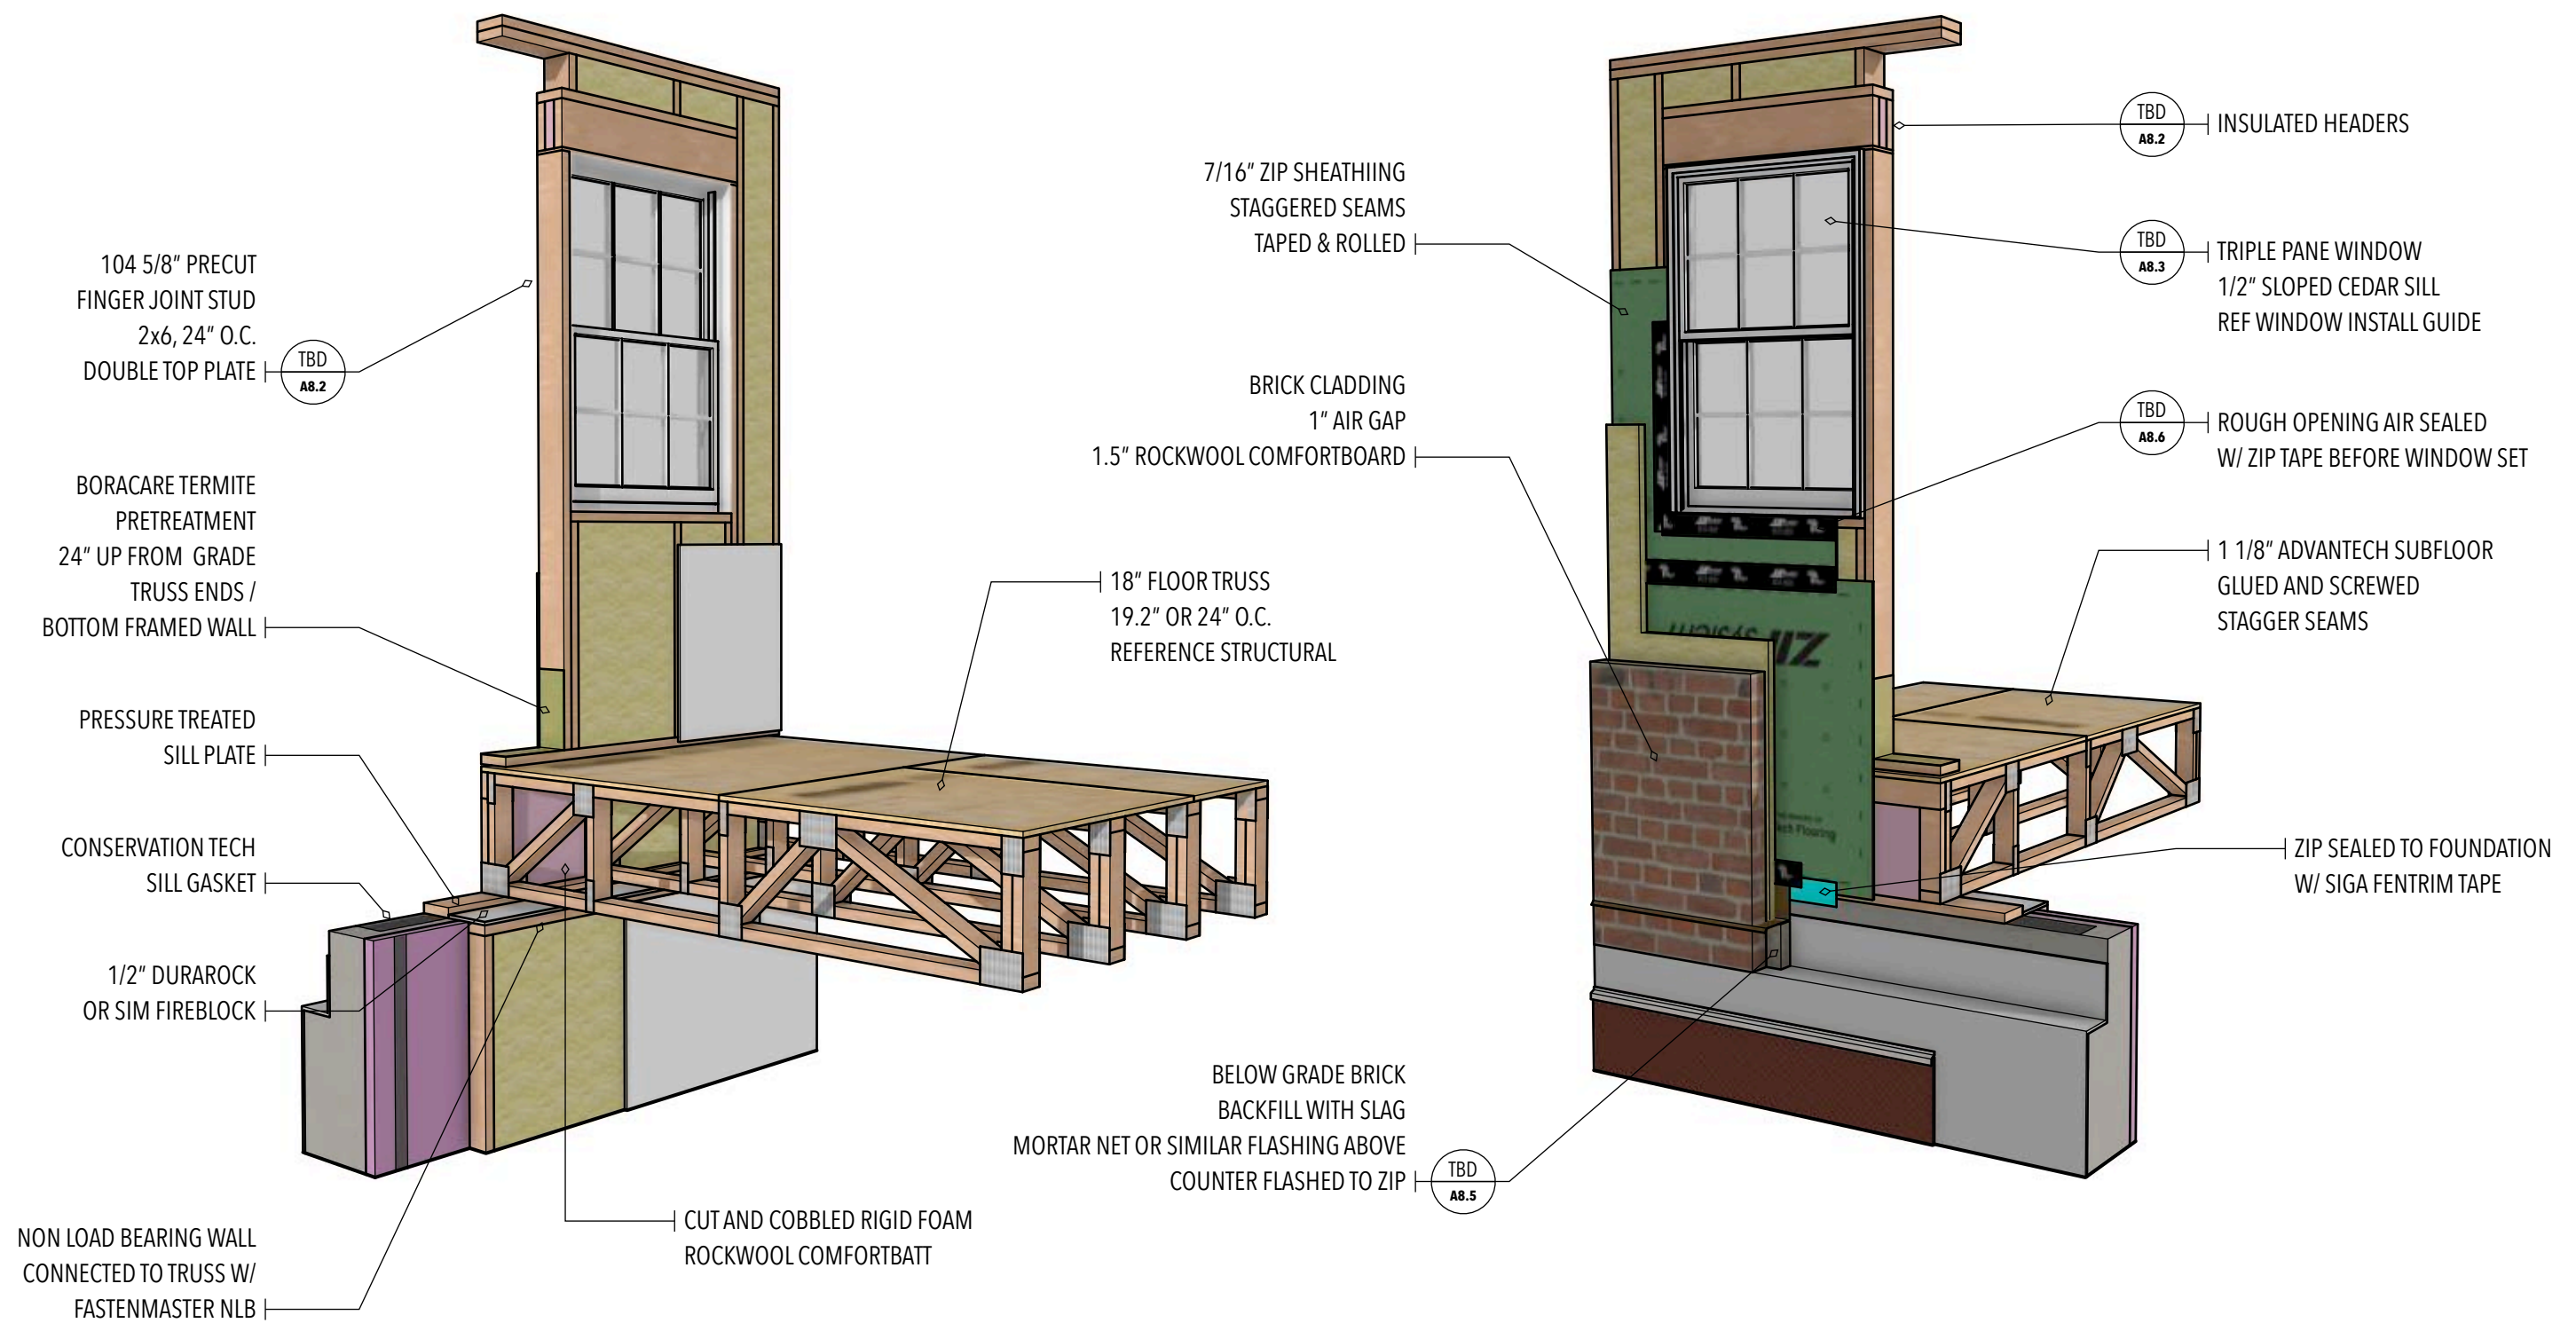 104 5/8" PRECUT
FINGER JOINT STUD
2x6, 24" O.C.
DOUBLE TOP PLATE
TBD
A8.2
BORACARE TERMITE
PRETREATMENT
24" UP FROM GRADE
TRUSS ENDS /
BOTTOM FRAMED WALL
PRESSURE TREATED
SILL PLATE
CONSERVATION TECH
SILL GASKET
1/2" DURAROCK
OR SIM FIREBLOCK
NON LOAD BEARING WALL
CONNECTED TO TRUSS W/
FASTENMASTER NLB
CUT AND COBBLED RIGID FOAM
ROCKWOOL COMFORTBATT
18" FLOOR TRUSS
19.2" OR 24" O.C.
REFERENCE STRUCTURAL
7/16" ZIP SHEATHIING
STAGGERED SEAMS
TAPED & ROLLED
BRICK CLADDING
1" AIR GAP
1.5" ROCKWOOL COMFORTBOARD
BELOW GRADE BRICK
BACKFILL WITH SLAG
MORTAR NET OR SIMILAR FLASHING ABOVE
COUNTER FLASHED TO ZIP
TBD
A8.5
TBD
A8.2
INSULATED HEADERS
TBD
A8.3
TRIPLE PANE WINDOW
1/2" SLOPED CEDAR SILL
REF WINDOW INSTALL GUIDE
TBD
A8.6
ROUGH OPENING AIR SEALED
W/ ZIP TAPE BEFORE WINDOW SET
1 1/8" ADVANTECH SUBFLOOR
GLUED AND SCREWED
STAGGER SEAMS
ZIP SEALED TO FOUNDATION
W/ SIGA FENTRIM TAPE
ZIP